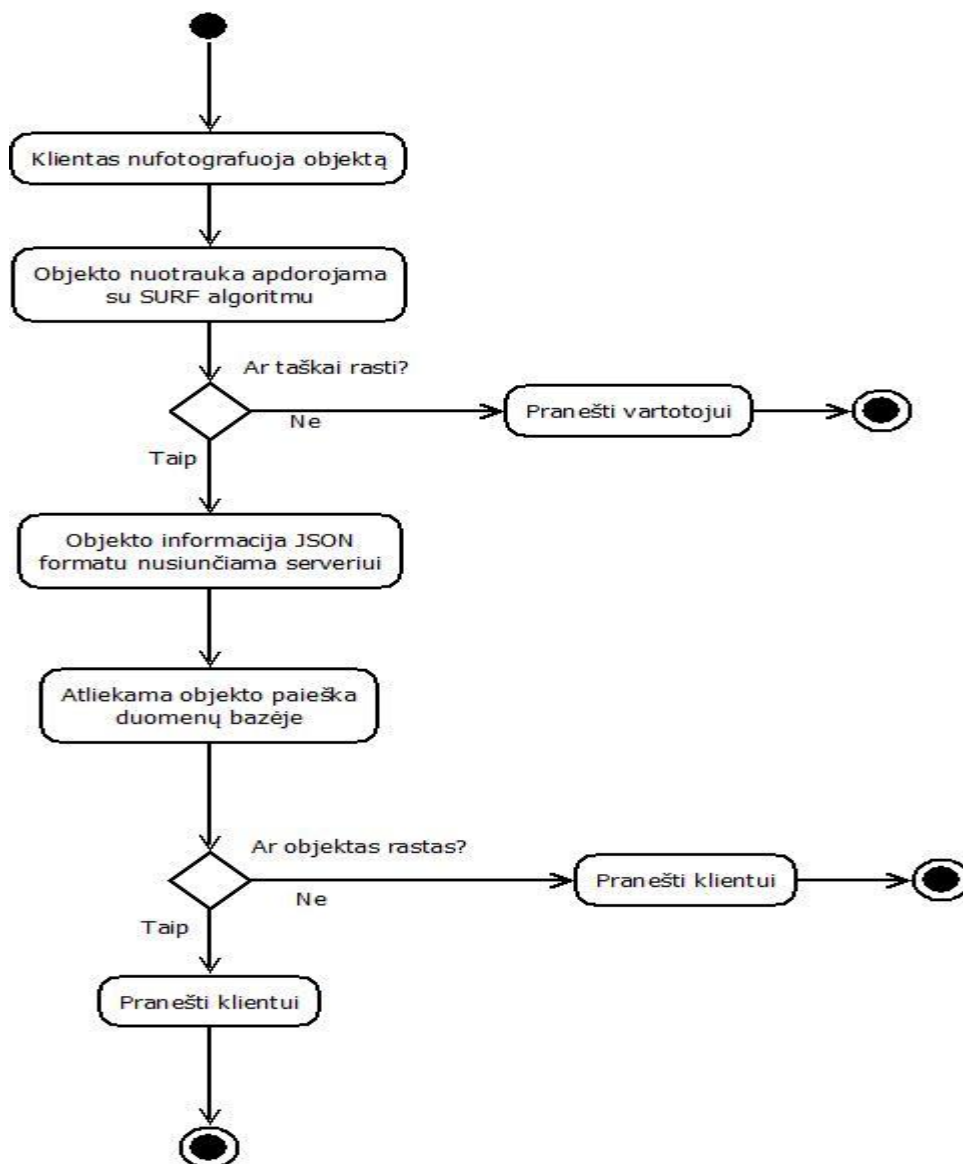 Klientas nufotografuoja objektą
Objekto nuotrauka apdorojama
su SURF algoritmu
Ar taškai rasti?
Ne
Pranešti vartotojui
Taip
Objekto informacija JSON
formatu nusiunčiama serveriui
Atliekama objekto paieška
duomenų bazėje
Ar objektas rastas?
Ne
Pranešti klientui
Taip
Pranešti klientui